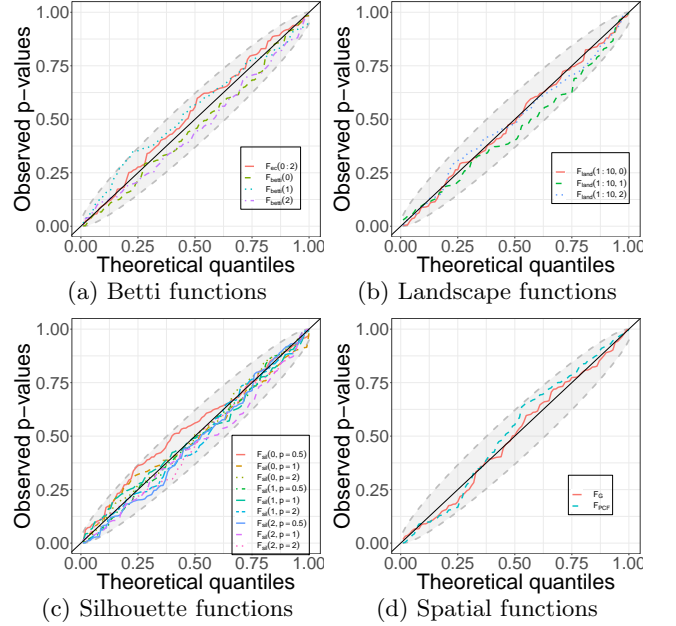 Observed p−values
1.00
0.75
0.50
0.25
0.00
F_ec(0:2)
F_betti(0)
F_betti(1)
F_betti(2)
0.00 0.25 0.50 0.75 1.00
Theoretical quantiles
(a) Betti functions
Observed p−values
1.00
0.75
0.50
0.25
0.00
F_land(1:10, 0)
F_land(1:10, 1)
F_land(1:10, 2)
0.00 0.25 0.50 0.75 1.00
Theoretical quantiles
(b) Landscape functions
Observed p−values
1.00
0.75
0.50
0.25
0.00
F_sil(0, p=0.5)
F_sil(0, p=1)
F_sil(0, p=2)
F_sil(1, p=0.5)
F_sil(1, p=1)
F_sil(1, p=2)
F_sil(2, p=0.5)
F_sil(2, p=1)
F_sil(2, p=2)
0.00 0.25 0.50 0.75 1.00
Theoretical quantiles
(c) Silhouette functions
Observed p−values
1.00
0.75
0.50
0.25
0.00
F_G
F_PCF
0.00 0.25 0.50 0.75 1.00
Theoretical quantiles
(d) Spatial functions